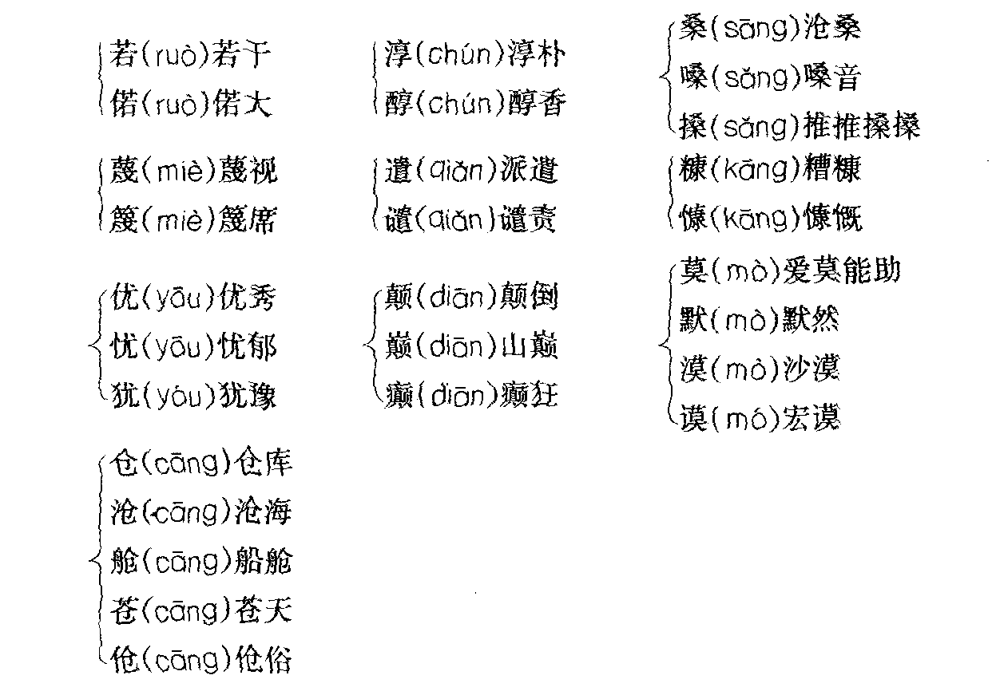 若(ruò)若干
偌(ruò)偌大
淳(chún)淳朴
醇(chún)醇香
桑(sāng)沧桑
嗓(sǎng)嗓音
搡(sǎng)推推搡搡
蔑(miè)蔑视
篾(miè)篾席
遣(qiǎn)派遣
谴(qiǎn)谴责
糠(kāng)糟糠
慷(kāng)慷慨
优(yōu)优秀
忧(yōu)忧郁
犹(yóu)犹豫
颠(diān)颠倒
巅(diān)山巅
癫(diān)癫狂
莫(mò)爱莫能助
默(mò)默然
漠(mò)沙漠
谟(mó)宏谟
仓(cāng)仓库
沧(cāng)沧海
舱(cāng)船舱
苍(cāng)苍天
伧(cāng)伧俗